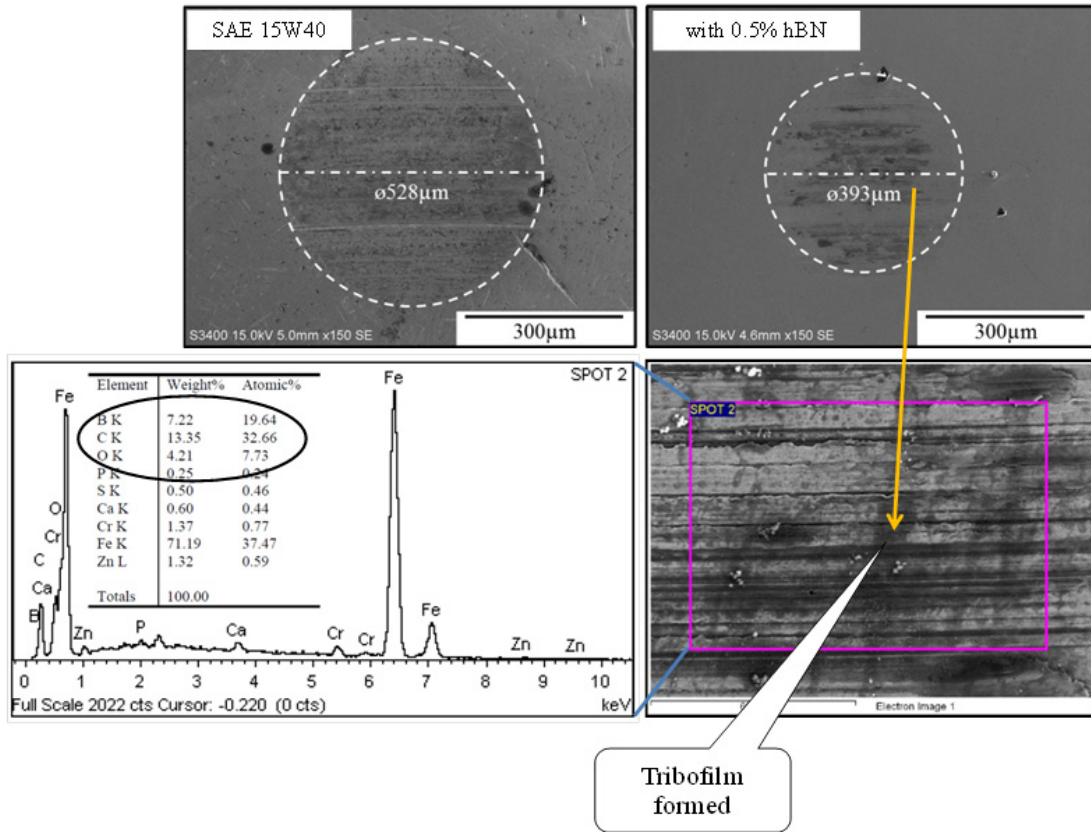 SAE 15W40
ø528µm
S3400 15.0kV 5.0mm x150 SE
300µm
with 0.5% hBN
ø393µm
S3400 15.0kV 4.6mm x150 SE
300µm
SPOT 2
Element Weight% Atomic%
B K 7.22 19.64
C K 13.35 32.66
O K 4.21 7.73
P K 0.25 0.24
S K 0.50 0.46
Ca K 0.60 0.44
Cr K 1.37 0.77
Fe K 71.19 37.47
Zn L 1.32 0.59
Totals 100.00
Fe
O
Cr
C
Ca
B
Zn
P
Ca
Cr
Cr
Fe
Fe
Zn
Zn
0 1 2 3 4 5 6 7 8 9 10
Full Scale 2022 cts Cursor: -0.220 (0 cts)
keV
SPOT 2
Electron Image 1
Tribofilm
formed